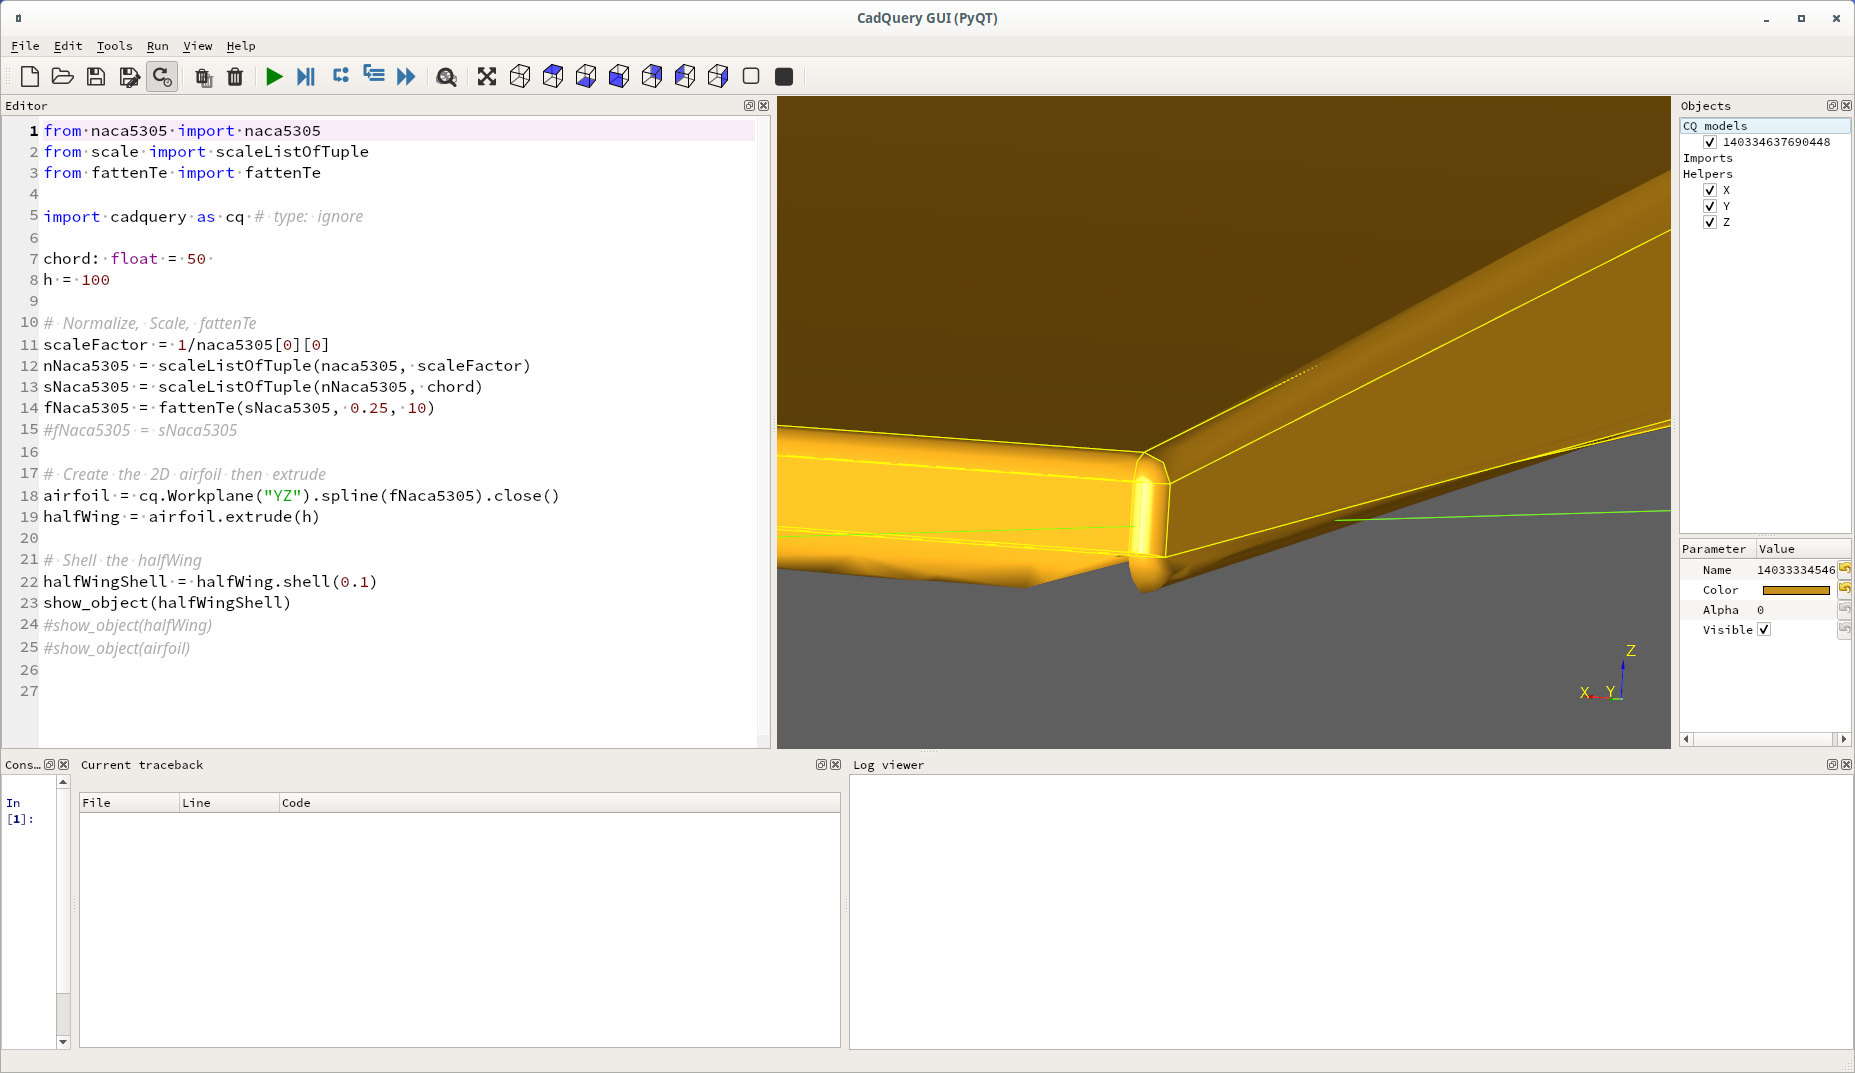 CadQuery GUI (PyQT)
File Edit Tools Run View Help
Editor
1 from naca5305 import naca5305
2 from scale import scaleListOfTuple
3 from fattenTe import fattenTe
4
5 import cadquery as cq # type: ignore
6
7 chord: float = 50
8 h = 100
9
10 # Normalize, Scale, fattenTe
11 scaleFactor = 1/naca5305[0][0]
12 nNaca5305 = scaleListOfTuple(naca5305, scaleFactor)
13 sNaca5305 = scaleListOfTuple(nNaca5305, chord)
14 fNaca5305 = fattenTe(sNaca5305, 0.25, 10)
15 #fNaca5305 = sNaca5305
16
17 # Create the 2D airfoil then extrude
18 airfoil = cq.Workplane("YZ").spline(fNaca5305).close()
19 halfWing = airfoil.extrude(h)
20
21 # Shell the halfWing
22 halfWingShell = halfWing.shell(0.1)
23 show_object(halfWingShell)
24 #show_object(halfWing)
25 #show_object(airfoil)
26
27
Z
X Y
Objects
CQ models
140334637690448
Imports
Helpers
X
Y
Z
Parameter Value
Name 14033334546
Color
Alpha 0
Visible
Cons…
In
[1]:
Current traceback
File Line Code
Log viewer